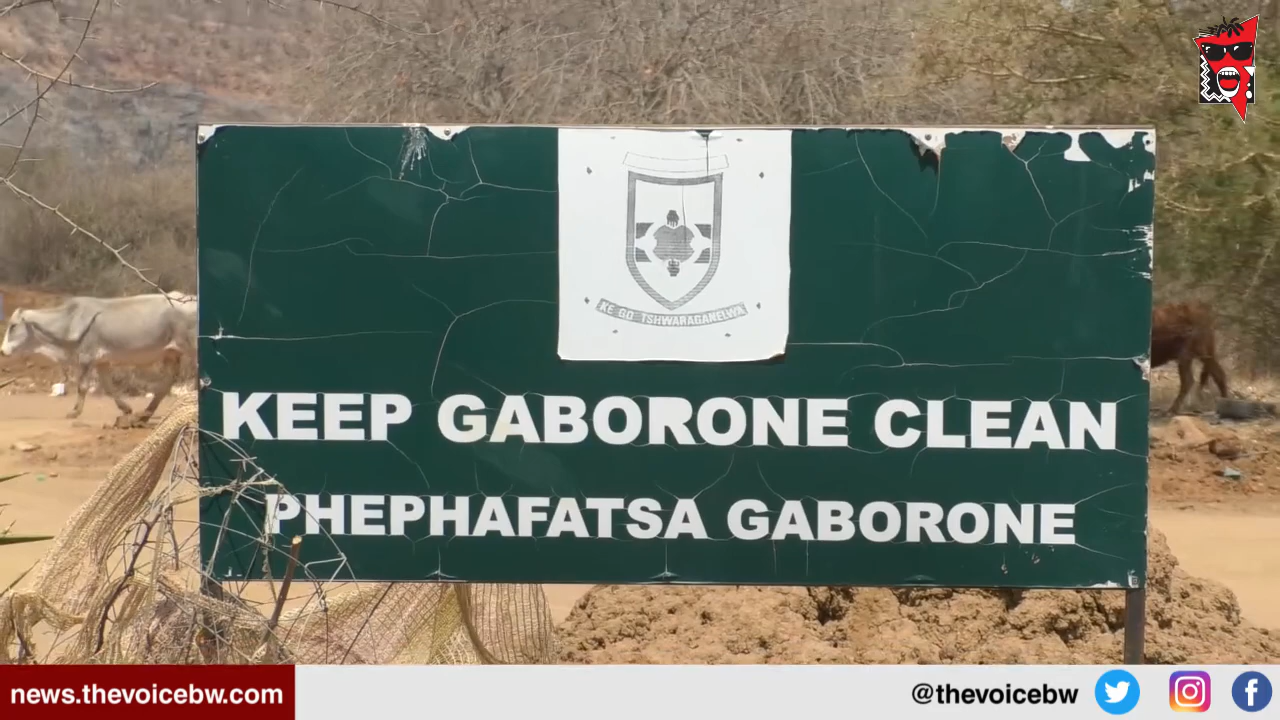 KE GO TSHWARAGANELWA
KEEP GABORONE CLEAN
PHEPHAFATSA GABORONE
news.thevoicebw.com
@thevoicebw